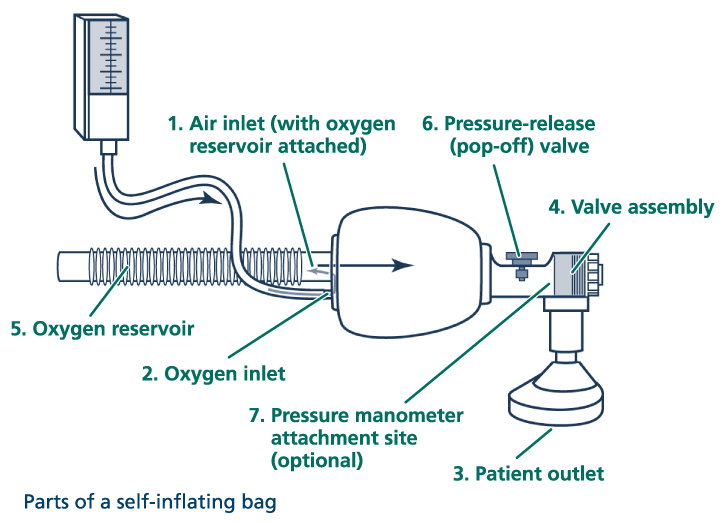 1. Air inlet (with oxygen
reservoir attached)
6. Pressure-release
(pop-off) valve
4. Valve assembly
5. Oxygen reservoir
2. Oxygen inlet
7. Pressure manometer
attachment site
(optional)
3. Patient outlet
Parts of a self-inflating bag